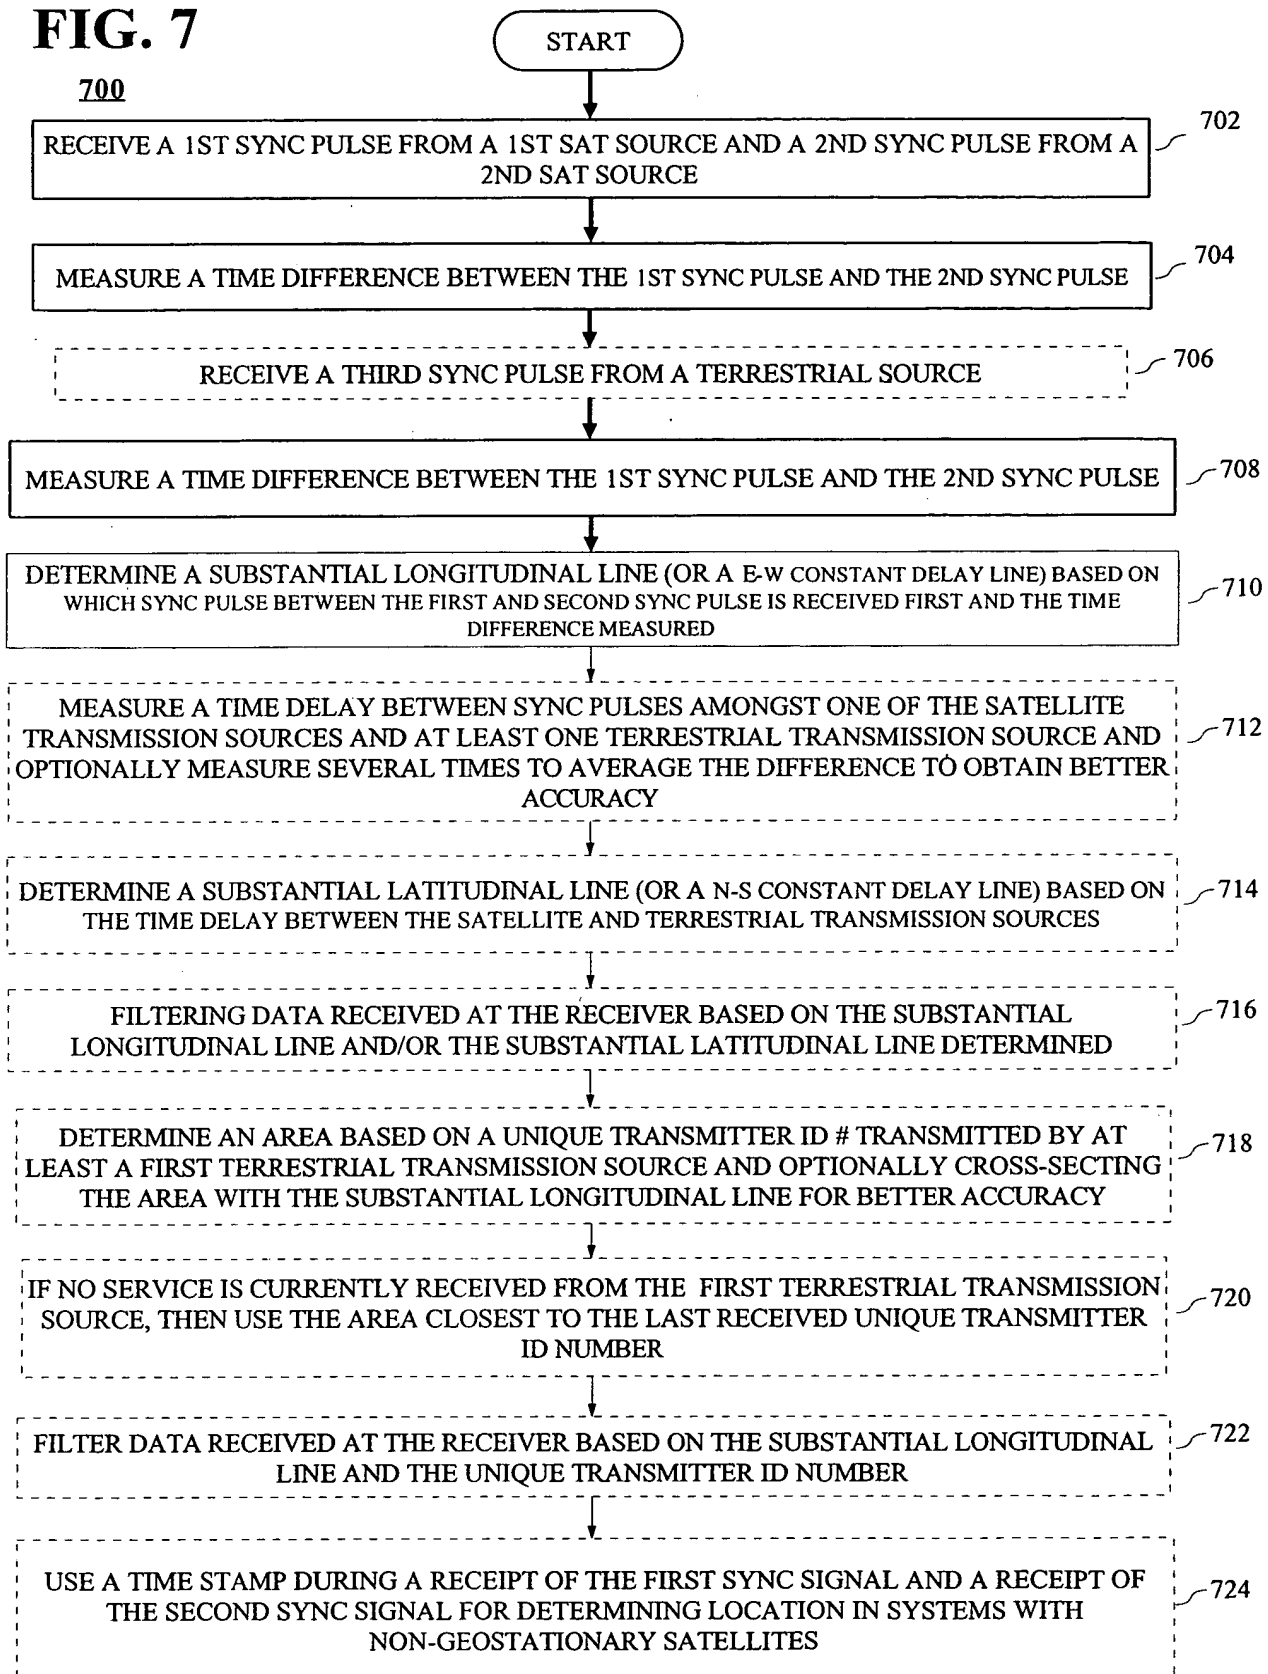 FIG. 7
700
START
RECEIVE A 1ST SYNC PULSE FROM A 1ST SAT SOURCE AND A 2ND SYNC PULSE FROM A
2ND SAT SOURCE
702
MEASURE A TIME DIFFERENCE BETWEEN THE 1ST SYNC PULSE AND THE 2ND SYNC PULSE
704
RECEIVE A THIRD SYNC PULSE FROM A TERRESTRIAL SOURCE
706
MEASURE A TIME DIFFERENCE BETWEEN THE 1ST SYNC PULSE AND THE 2ND SYNC PULSE
708
DETERMINE A SUBSTANTIAL LONGITUDINAL LINE (OR A E-W CONSTANT DELAY LINE) BASED ON
WHICH SYNC PULSE BETWEEN THE FIRST AND SECOND SYNC PULSE IS RECEIVED FIRST AND THE TIME
DIFFERENCE MEASURED
710
MEASURE A TIME DELAY BETWEEN SYNC PULSES AMONGST ONE OF THE SATELLITE
TRANSMISSION SOURCES AND AT LEAST ONE TERRESTRIAL TRANSMISSION SOURCE AND
OPTIONALLY MEASURE SEVERAL TIMES TO AVERAGE THE DIFFERENCE TO OBTAIN BETTER
ACCURACY
712
DETERMINE A SUBSTANTIAL LATITUDINAL LINE (OR A N-S CONSTANT DELAY LINE) BASED ON
THE TIME DELAY BETWEEN THE SATELLITE AND TERRESTRIAL TRANSMISSION SOURCES
714
FILTERING DATA RECEIVED AT THE RECEIVER BASED ON THE SUBSTANTIAL
LONGITUDINAL LINE AND/OR THE SUBSTANTIAL LATITUDINAL LINE DETERMINED
716
DETERMINE AN AREA BASED ON A UNIQUE TRANSMITTER ID # TRANSMITTED BY AT
LEAST A FIRST TERRESTRIAL TRANSMISSION SOURCE AND OPTIONALLY CROSS-SECTING
THE AREA WITH THE SUBSTANTIAL LONGITUDINAL LINE FOR BETTER ACCURACY
718
IF NO SERVICE IS CURRENTLY RECEIVED FROM THE FIRST TERRESTRIAL TRANSMISSION
SOURCE, THEN USE THE AREA CLOSEST TO THE LAST RECEIVED UNIQUE TRANSMITTER
ID NUMBER
720
FILTER DATA RECEIVED AT THE RECEIVER BASED ON THE SUBSTANTIAL LONGITUDINAL
LINE AND THE UNIQUE TRANSMITTER ID NUMBER
722
USE A TIME STAMP DURING A RECEIPT OF THE FIRST SYNC SIGNAL AND A RECEIPT OF
THE SECOND SYNC SIGNAL FOR DETERMINING LOCATION IN SYSTEMS WITH
NON-GEOSTATIONARY SATELLITES
724